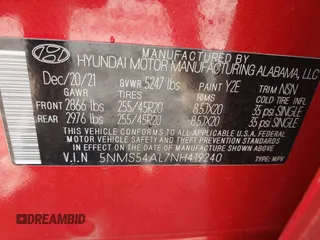 MANUFACTURED BY
HYUNDAI MOTOR MANUFACTURING ALABAMA, LLC
Dec/20/21 GVWR 5247 lbs PAINT Y2E TRIM NSN
GAWR TIRES RIMS COLD TIRE
FRONT 2866 lbs 255/45R20 8.5JX20 35 psi SINGLE
REAR 2976 lbs 255/45R20 8.5JX20 35 psi SINGLE
THIS VEHICLE CONFORMS TO ALL APPLICABLE U.S.A. FEDERAL
MOTOR VEHICLE SAFETY, BUMPER, AND THEFT PREVENTION
STANDARDS IN EFFECT ON THE DATE OF MANUFACTURE SHOWN ABOVE.
V.I.N 5NMS54AL7NH419240 TYPE: MPV
DREAMBID